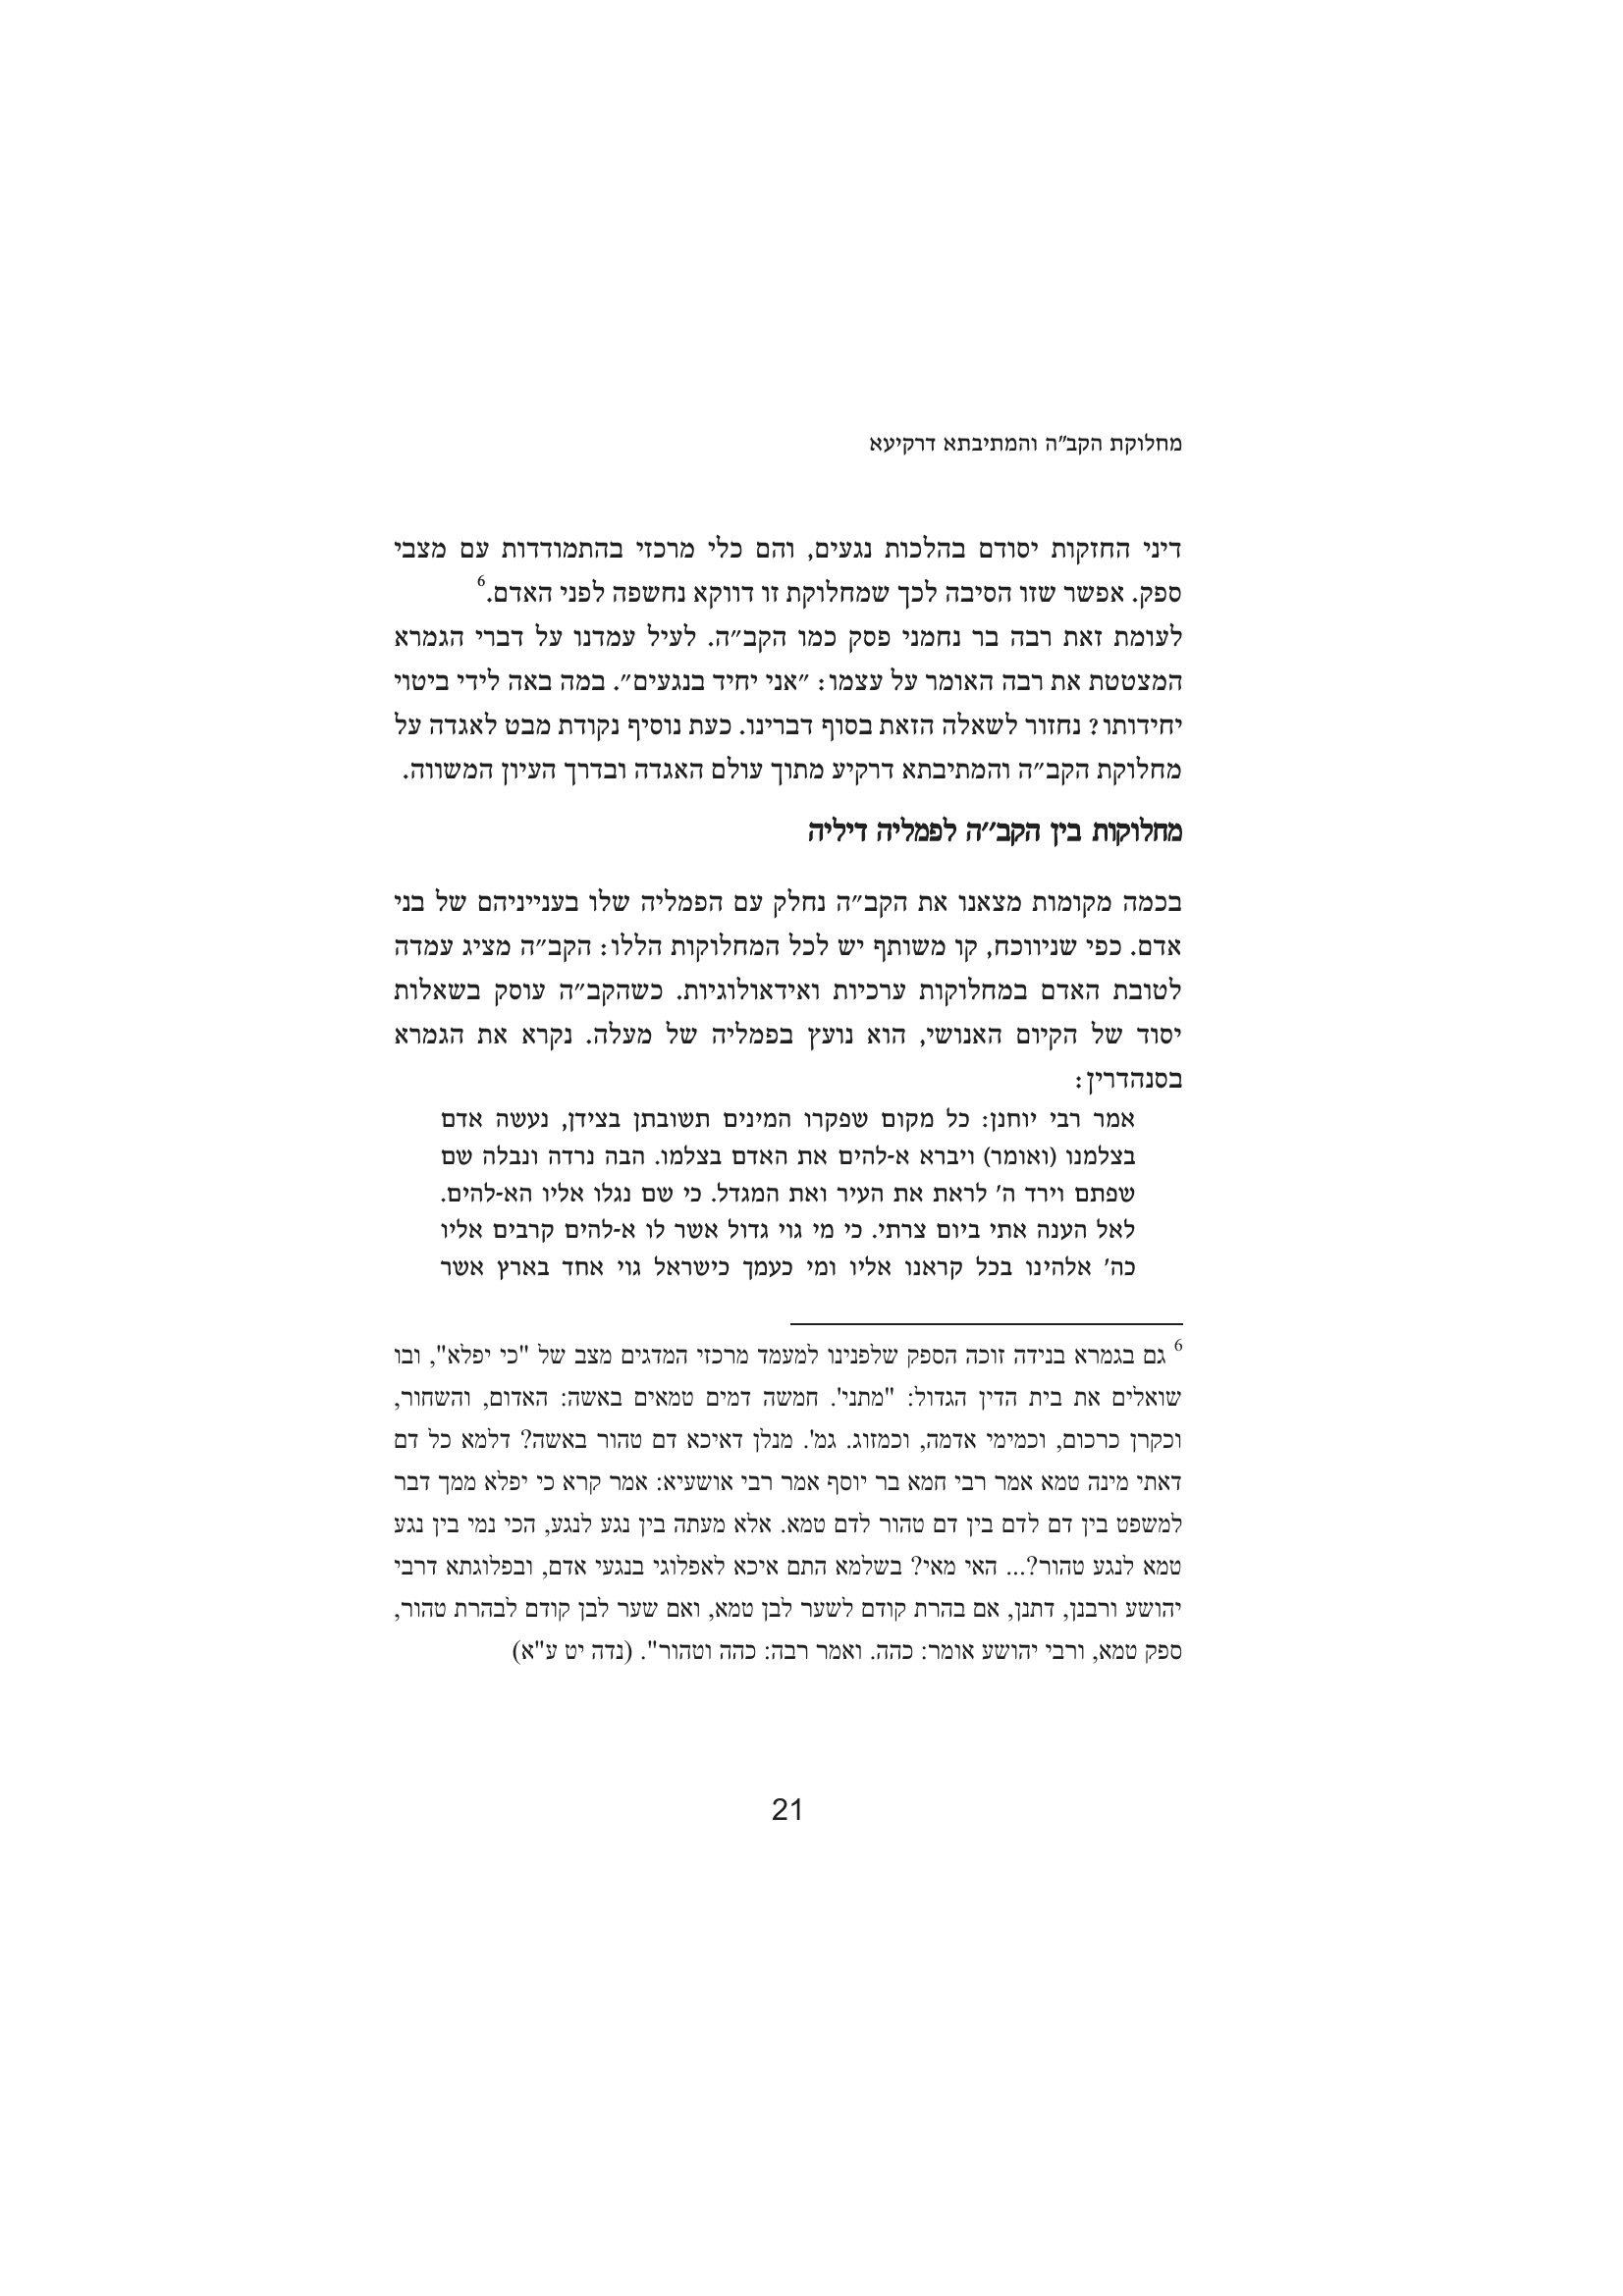 מחלוקת הקב״ה והמתיבתא דרקיעא
דיני החזקות יסודם בהלכות נגעים, והם כלי מרכזי בהתמודדות עם מצבי
ספק. אפשר שזו הסיבה לכך שמחלוקת זו דווקא נחשפה לפני האדם.6
לעומת זאת רבה בר נחמני פסק כמו הקב״ה. לעיל עמדנו על דברי הגמרא
המצטטת את רבה האומר על עצמו: ״אני יחיד בנגעים״. במה באה לידי ביטוי
יחידותו? נחזור לשאלה הזאת בסוף דברינו. כעת נוסיף נקודת מבט לאגדה על
מחלוקת הקב״ה והמתיבתא דרקיע מתוך עולם האגדה ובדרך העיון המשווה.
מחלוקות בין הקב״ה לפמליה דיליה
בכמה מקומות מצאנו את הקב״ה נחלק עם הפמליה שלו בענייניהם של בני
אדם. כפי שניווכח, קו משותף יש לכל המחלוקות הללו: הקב״ה מציג עמדה
לטובת האדם במחלוקות ערכיות ואידאולוגיות. כשהקב״ה עוסק בשאלות
יסוד של הקיום האנושי, הוא נועץ בפמליה של מעלה. נקרא את הגמרא
בסנהדרין:
אמר רבי יוחנן: כל מקום שפקרו המינים תשובתן בצידן, נעשה אדם
בצלמנו (ואומר) ויברא א-להים את האדם בצלמו. הבה נרדה ונבלה שם
שפתם וירד ה׳ לראת את העיר ואת המגדל. כי שם נגלו אליו הא-להים.
לאל הענה אתי ביום צרתי. כי מי גוי גדול אשר לו א-להים קרבים אליו
כה׳ אלהינו בכל קראנו אליו ומי כעמך כישראל גוי אחד בארץ אשר
6 גם בגמרא בנידה זוכה הספק שלפנינו למעמד מרכזי המדגים מצב של "כי יפלא", ובו
שואלים את בית הדין הגדול: "מתני'. חמשה דמים טמאים באשה: האדום, והשחור,
וכקרן כרכום, וכמימי אדמה, וכמזוג. גמ'. מנלן דאיכא דם טהור באשה? דלמא כל דם
דאתי מינה טמא אמר רבי חמא בר יוסף אמר רבי אושעיא: אמר קרא כי יפלא ממך דבר
למשפט בין דם לדם בין דם טהור לדם טמא. אלא מעתה בין נגע לנגע, הכי נמי בין נגע
טמא לנגע טהור?... האי מאי? בשלמא התם איכא לאפלוגי בנגעי אדם, ובפלוגתא דרבי
יהושע ורבנן, דתנן, אם בהרת קודם לשער לבן טמא, ואם שער לבן קודם לבהרת טהור,
ספק טמא, ורבי יהושע אומר: כהה. ואמר רבה: כהה וטהור". (נדה יט ע"א)
21